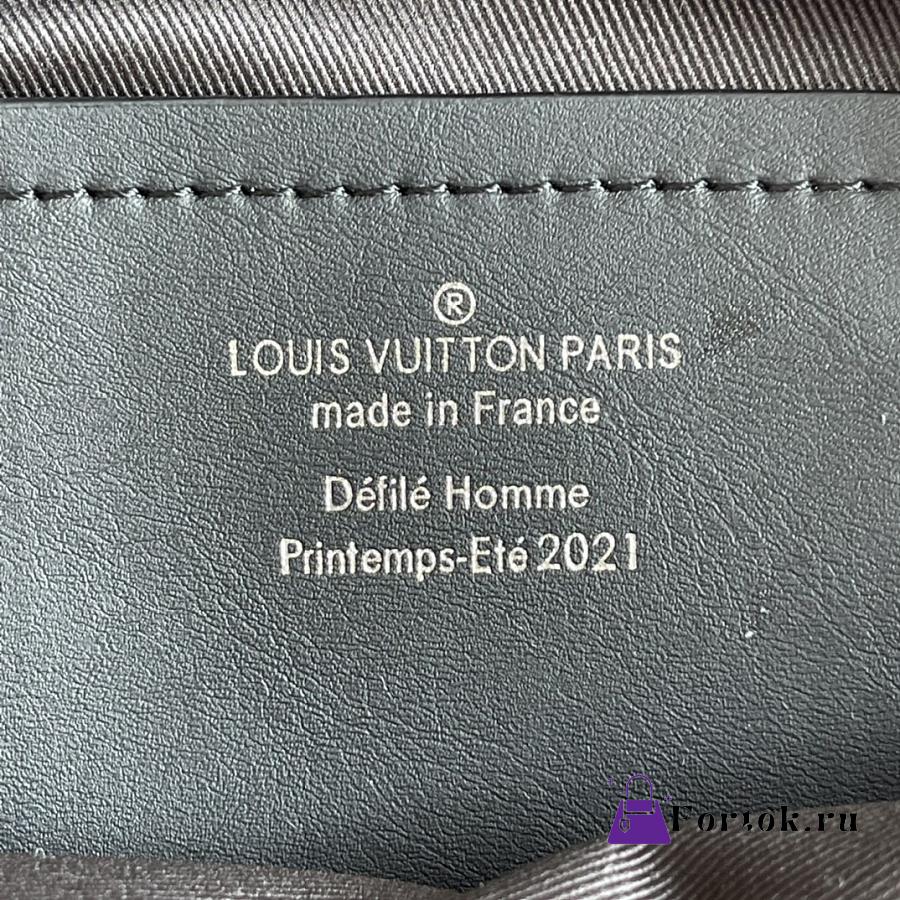 ®
LOUIS VUITTON PARIS
made in France
Défilé Homme
Printemps-Eté 2021
Fortok.ru